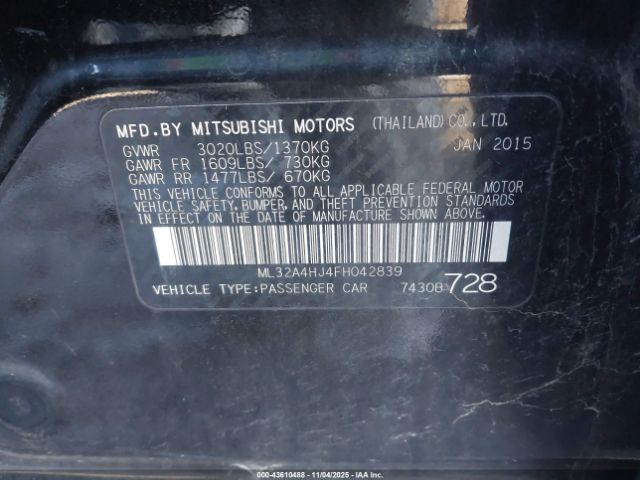 MFD.BY MITSUBISHI MOTORS (THAILAND)CO.,LTD.
GVWR 3020LBS/1370KG JAN 2015
GAWR FR 1609LBS/ 730KG
GAWR RR 1477LBS/ 670KG
THIS VEHICLE CONFORMS TO ALL APPLICABLE FEDERAL MOTOR
VEHICLE SAFETY, BUMPER, AND THEFT PREVENTION STANDARDS
IN EFFECT ON THE DATE OF MANUFACTURE SHOWN ABOVE.
ML32A4HJ4FH042839
VEHICLE TYPE:PASSENGER CAR 7430B 728
000-43610488 - 11/04/2025 - IAA Corp.